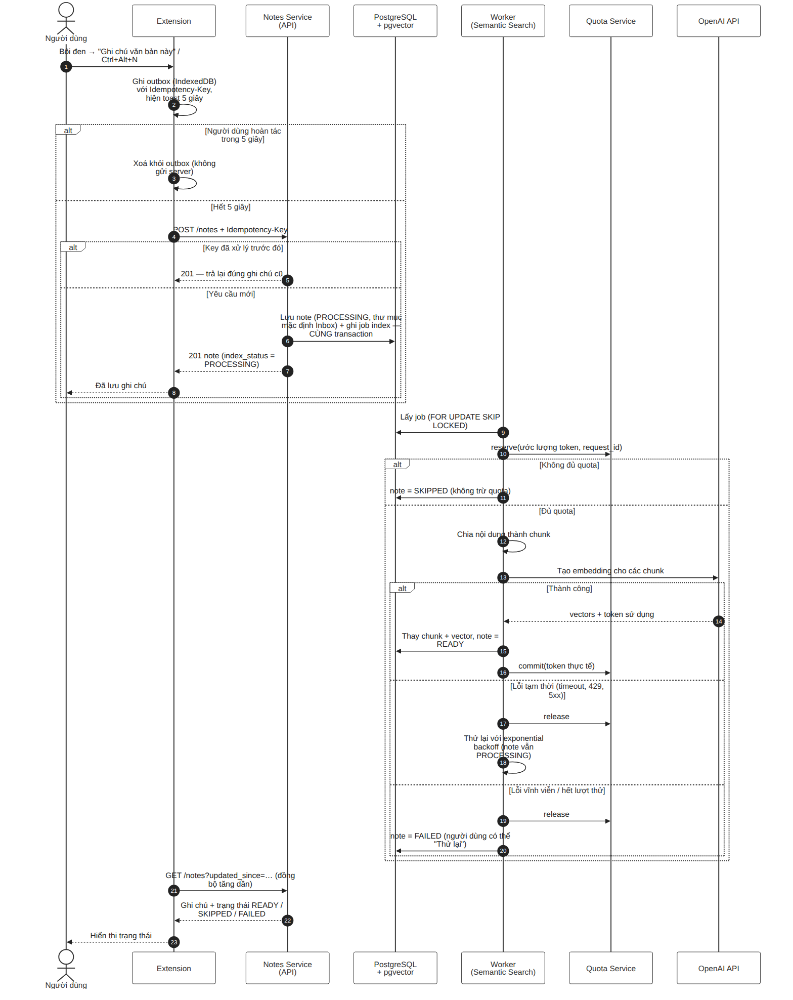 Người dùng
Extension
Notes Service
(API)
PostgreSQL
+ pgvector
Worker
(Semantic Search)
Quota Service
OpenAI API
Bôi đen → "Ghi chú văn bản này" /
Ctrl+Alt+N
1
Ghi outbox (IndexedDB)
với Idempotency-Key,
hiện toast 5 giây
2
alt
[Người dùng hoàn tác
trong 5 giây]
Xoá khỏi outbox (không
gửi server)
3
[Hết 5 giây]
POST /notes + Idempotency-Key
4
alt
[Key đã xử lý trước đó]
201 — trả lại đúng ghi chú cũ
5
[Yêu cầu mới]
Lưu note (PROCESSING, thư mục
mặc định Inbox) + ghi job index —
CÙNG transaction
6
201 note (index_status =
PROCESSING)
7
Đã lưu ghi chú
8
Lấy job (FOR UPDATE SKIP
LOCKED)
9
reserve(ước lượng token, request_id)
10
alt
[Không đủ quota]
note = SKIPPED (không trừ quota)
11
[Đủ quota]
Chia nội dung thành chunk
12
Tạo embedding cho các chunk
13
alt
[Thành công]
vectors + token sử dụng
14
Thay chunk + vector, note =
READY
15
commit(token thực tế)
16
[Lỗi tạm thời (timeout, 429,
5xx)]
release
17
Thử lại với exponential
backoff (note vẫn
PROCESSING)
18
[Lỗi vĩnh viễn / hết lượt thử]
release
19
note = FAILED (người dùng có thể
"Thử lại")
20
GET /notes?updated_since=… (đồng
bộ tăng dần)
21
Ghi chú + trạng thái READY /
SKIPPED / FAILED
22
Hiển thị trạng thái
23
Người dùng
Extension
Notes Service
(API)
PostgreSQL
+ pgvector
Worker
(Semantic Search)
Quota Service
OpenAI API